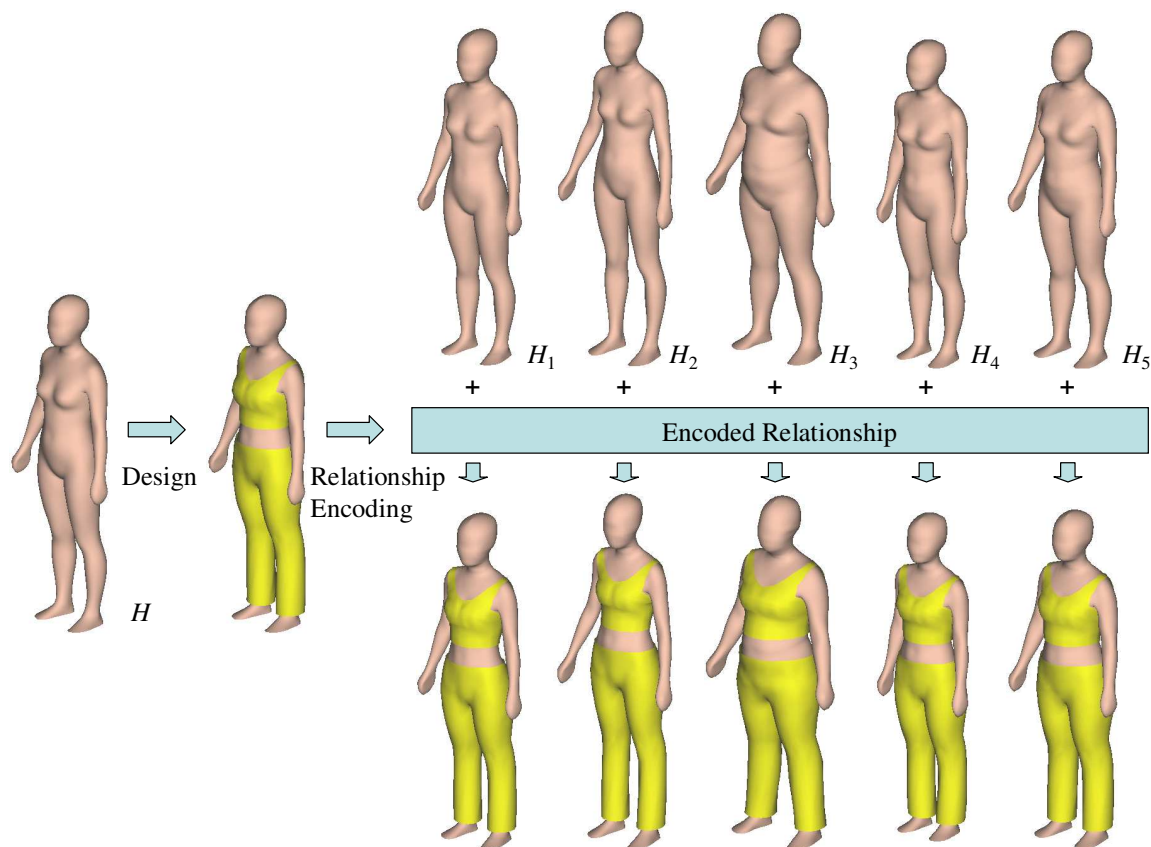 H₁
H₂
H₃
H₄
H₅
+ + + + +
Encoded Relationship
Design
Relationship
Encoding
H